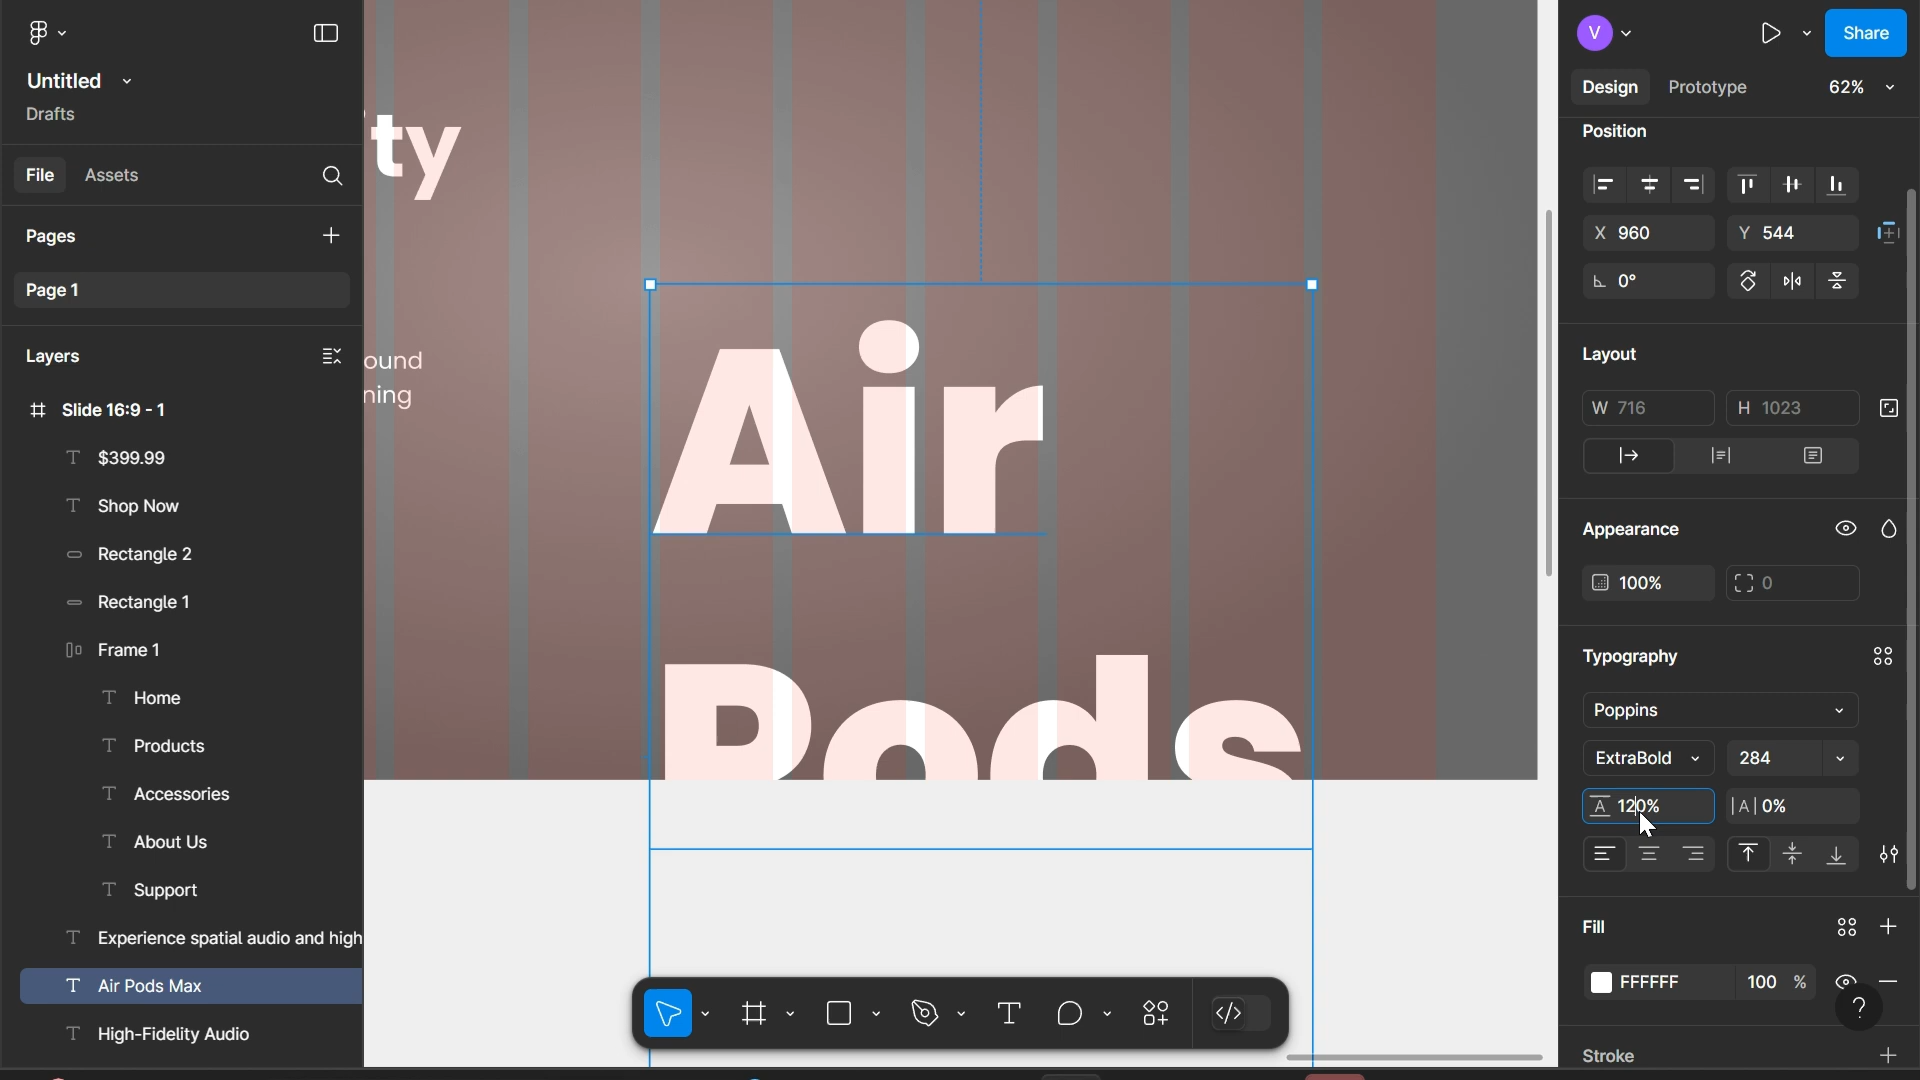 Untitled
Drafts
File
Assets
Pages
Page 1
Layers
Slide 16:9 - 1
$399.99
Shop Now
Rectangle 2
Rectangle 1
Frame 1
Home
Products
Accessories
About Us
Support
Experience spatial audio and high
Air Pods Max
High-Fidelity Audio
ty
ound
ning
Air
Pods
V
Share
Design
Prototype
62%
Position
X 960
Y 544
0°
Layout
W 716
H 1023
Appearance
100%
0
Typography
Poppins
ExtraBold
284
120%
0%
Fill
FFFFFF
100 %
?
Stroke